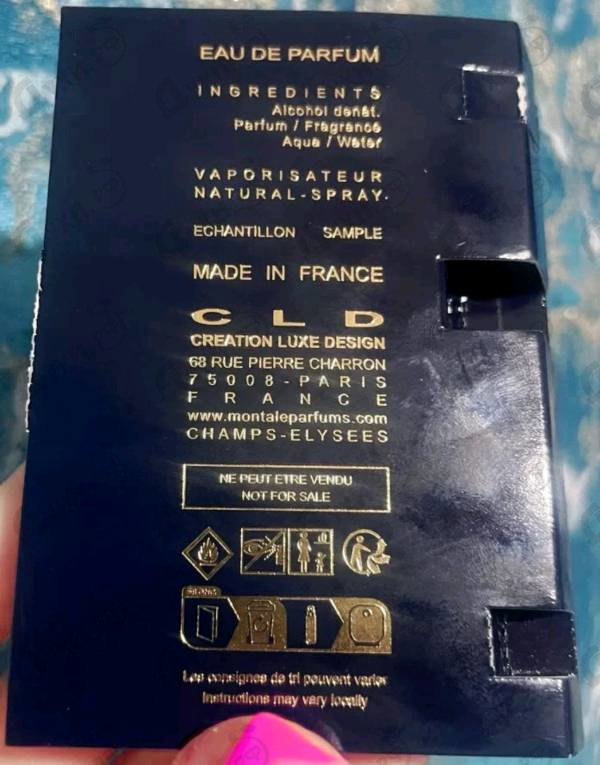 EAU DE PARFUM
INGREDIENTS
Alcohol denat.
Parfum / Fragrance
Aqua / Water
VAPORISATEUR
NATURAL-SPRAY.
ECHANTILLON SAMPLE
MADE IN FRANCE
CLD
CREATION LUXE DESIGN
68 RUE PIERRE CHARRON
75008-PARIS
FRANCE
www.montaleparfums.com
CHAMPS-ELYSEES
NE PEUT ETRE VENDU
NOT FOR SALE
Les consignes de tri peuvent varier
Instructions may vary locally